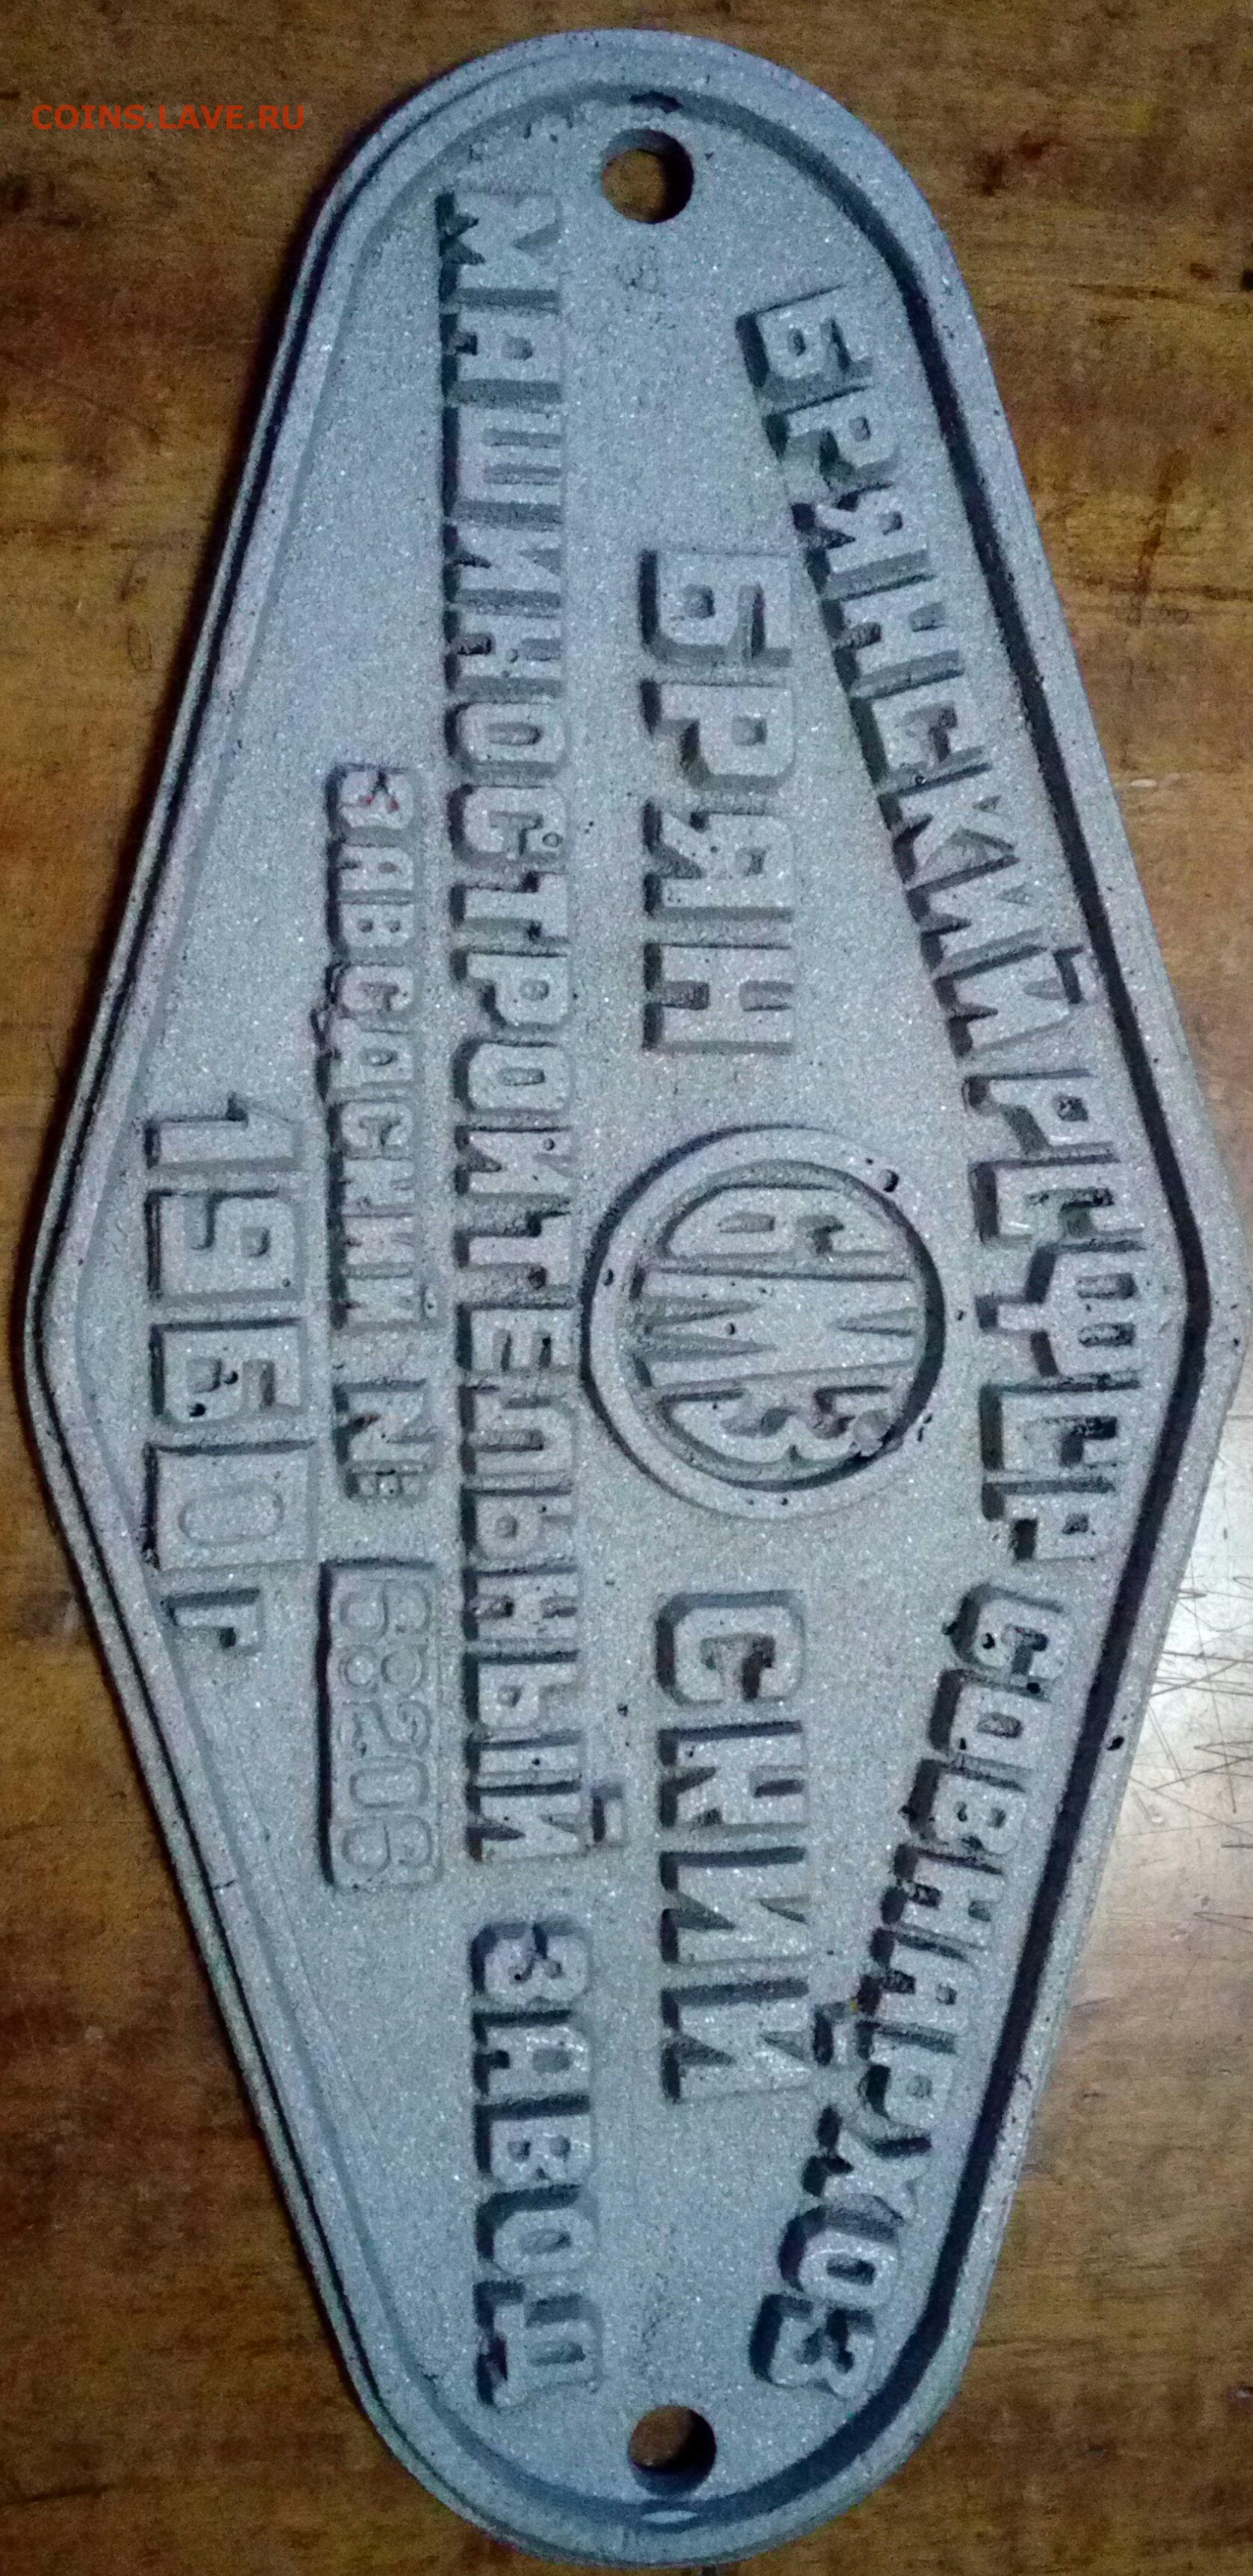 COINS.LAVE.RU
БРЯНСКИЙ РСФСР СОВНАРХОЗ
БРЯН БМЗ СКИЙ
МАШИНОСТРОИТЕЛЬНЫЙ ЗАВОД
ЗАВОДСКИЙ № 68206
1960 г